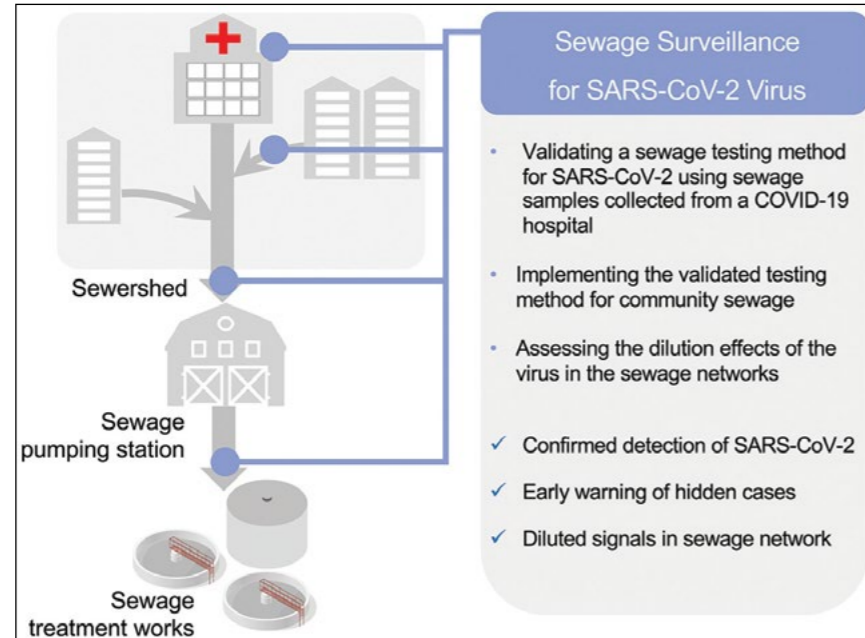 Sewershed
Sewage
pumping station
Sewage
treatment works
Sewage Surveillance
for SARS-CoV-2 Virus
• Validating a sewage testing method
for SARS-CoV-2 using sewage
samples collected from a COVID-19
hospital
• Implementing the validated testing
method for community sewage
• Assessing the dilution effects of the
virus in the sewage networks
✓ Confirmed detection of SARS-CoV-2
✓ Early warning of hidden cases
✓ Diluted signals in sewage network